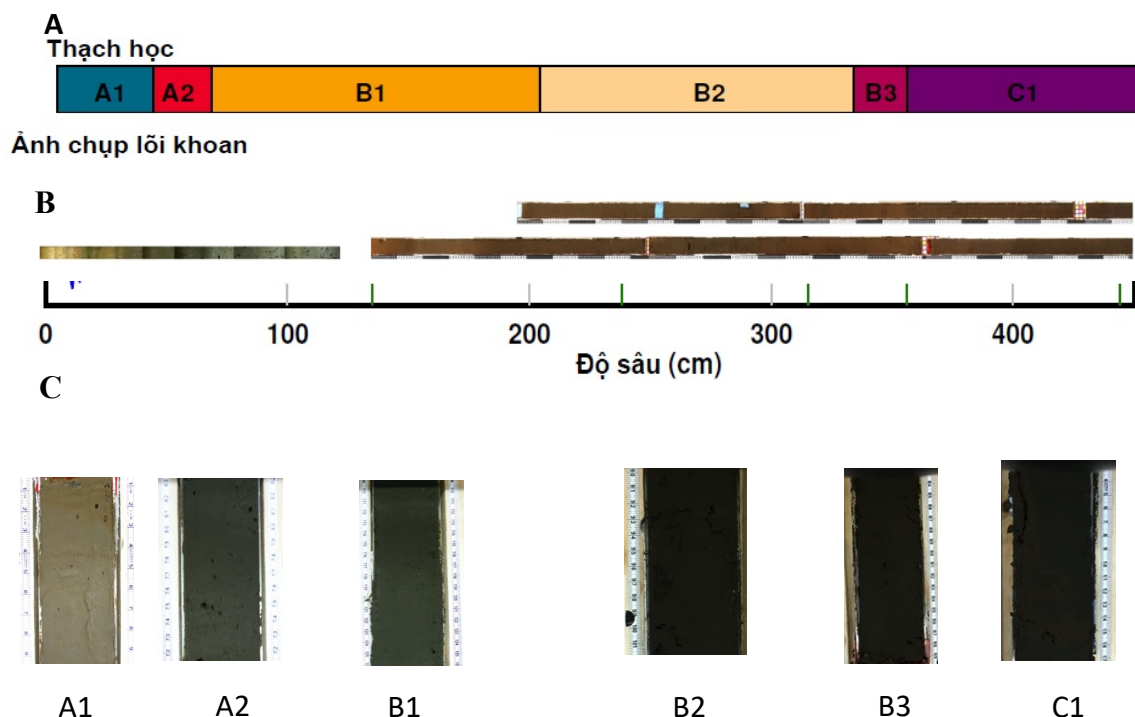 A
Thạch học
A1 A2 B1 B2 B3 C1
Ảnh chụp lõi khoan
B
0 100 200 300 400
Độ sâu (cm)
C
A1 A2 B1 B2 B3 C1